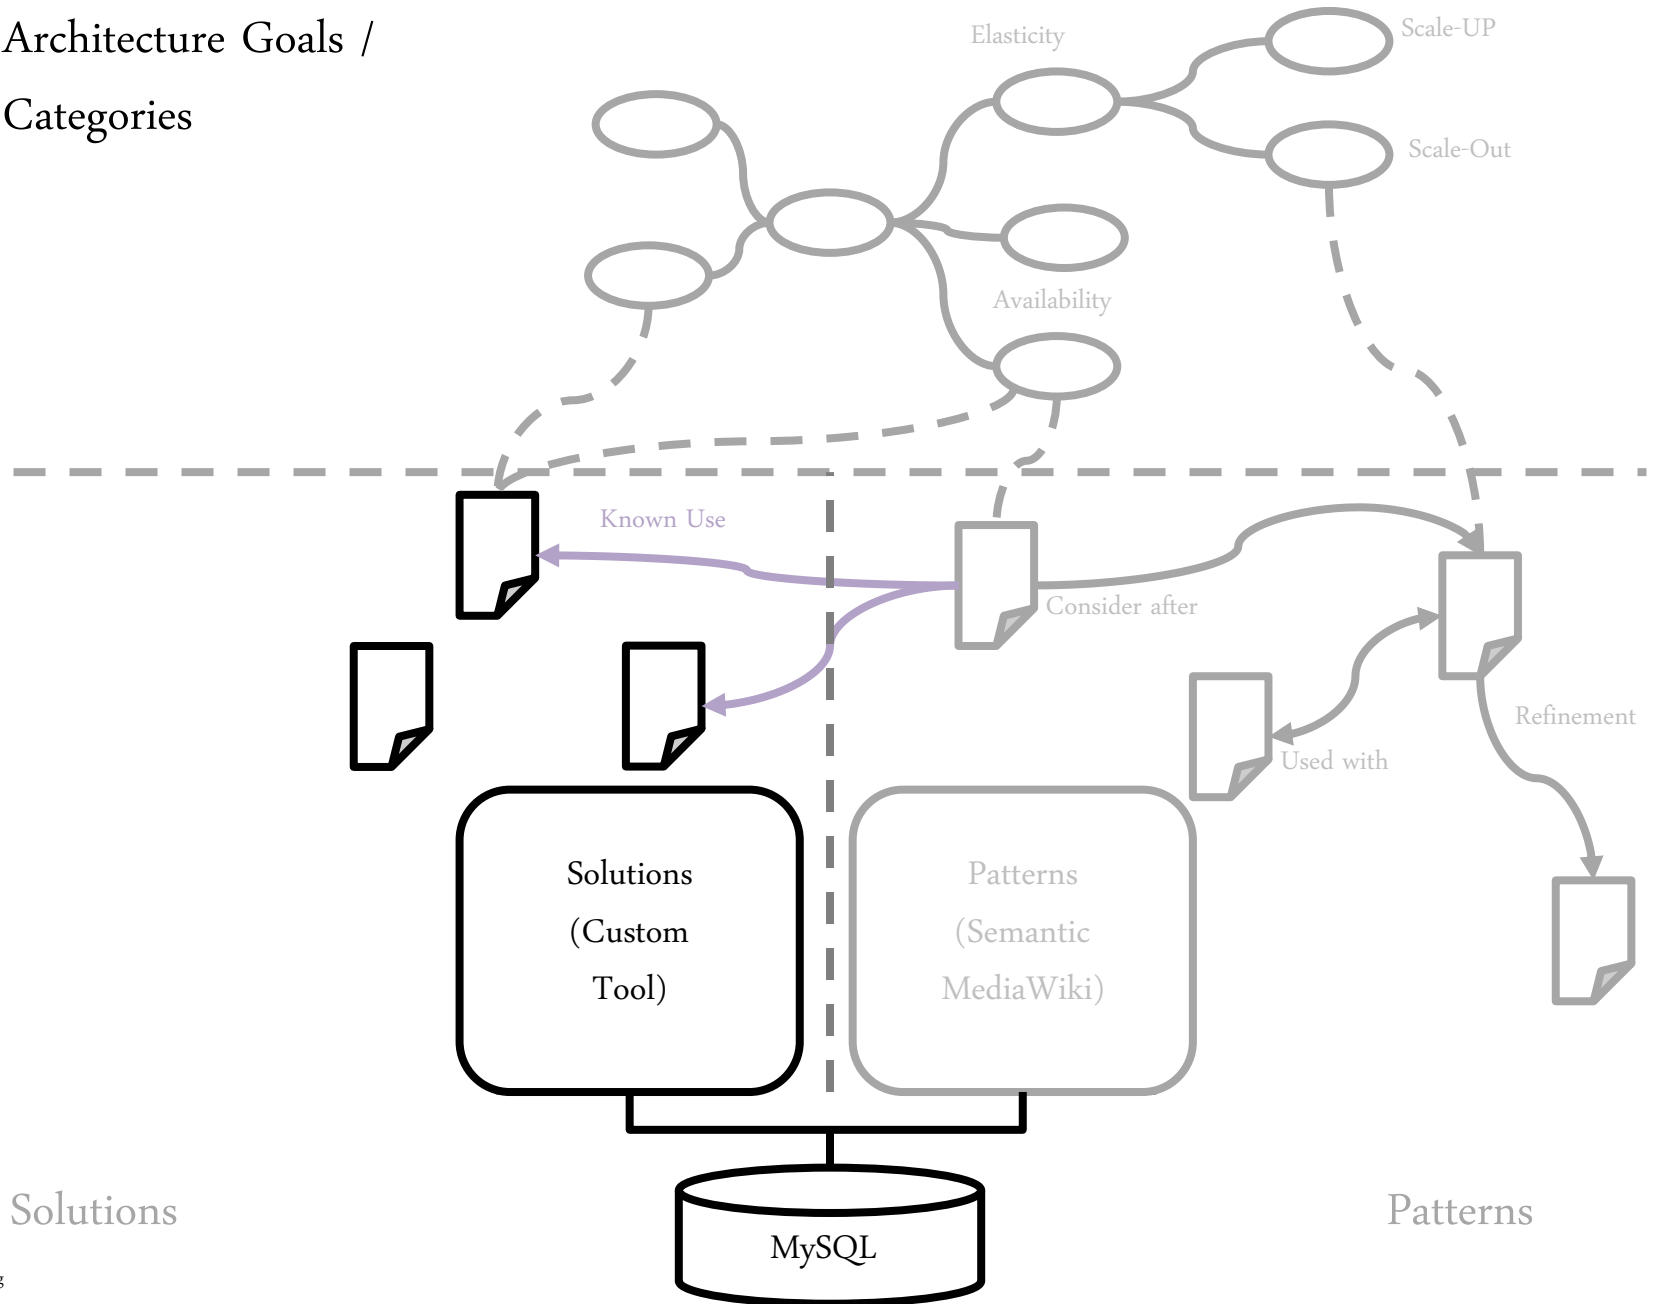 Architecture Goals /
Categories
Elasticity
Scale-UP
Scale-Out
Availability
Known Use
Consider after
Refinement
Used with
Solutions
(Custom
Tool)
Patterns
(Semantic
MediaWiki)
Solutions
Patterns
MySQL
g